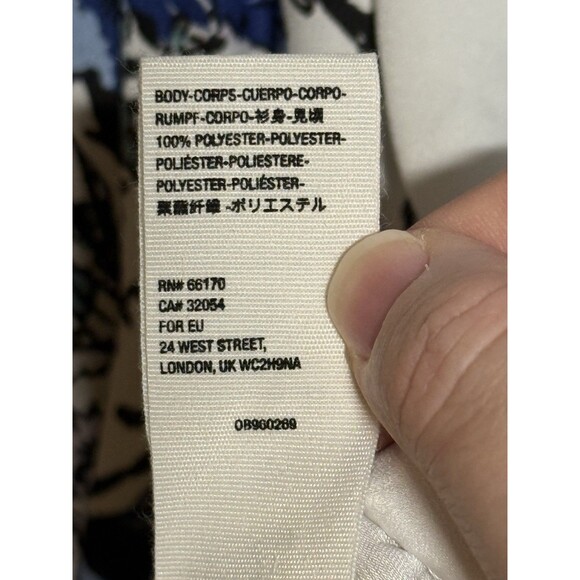 BODY-CORPS-CUERPO-CORPO-
RUMPF-CORPO-衫身-見頃
100% POLYESTER-POLYESTER-
POLIÉSTER-POLIESTERE-
POLYESTER-POLIÉSTER-
聚酯纤维-ポリエステル
RN# 66170
CA# 32054
FOR EU
24 WEST STREET,
LONDON, UK WC2H9NA
OB960269